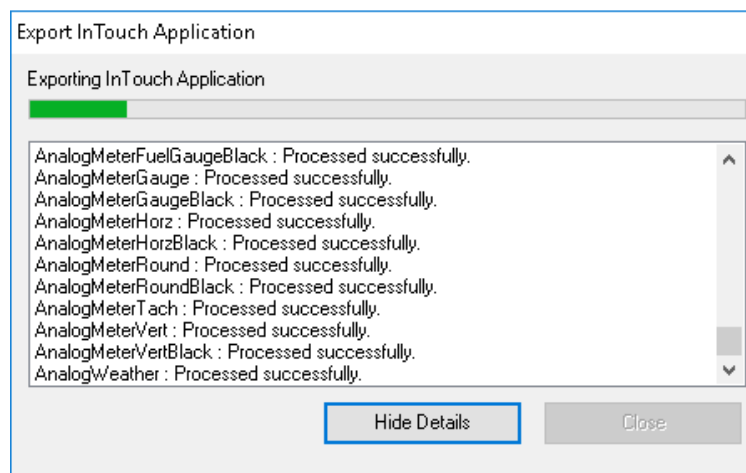 Export InTouch Application
Exporting InTouch Application
AnalogMeterFuelGaugeBlack : Processed successfully.
AnalogMeterGauge : Processed successfully.
AnalogMeterGaugeBlack : Processed successfully.
AnalogMeterHorz : Processed successfully.
AnalogMeterHorzBlack : Processed successfully.
AnalogMeterRound : Processed successfully.
AnalogMeterRoundBlack : Processed successfully.
AnalogMeterTach : Processed successfully.
AnalogMeterVert : Processed successfully.
AnalogMeterVertBlack : Processed successfully.
AnalogWeather : Processed successfully.
Hide Details
Close